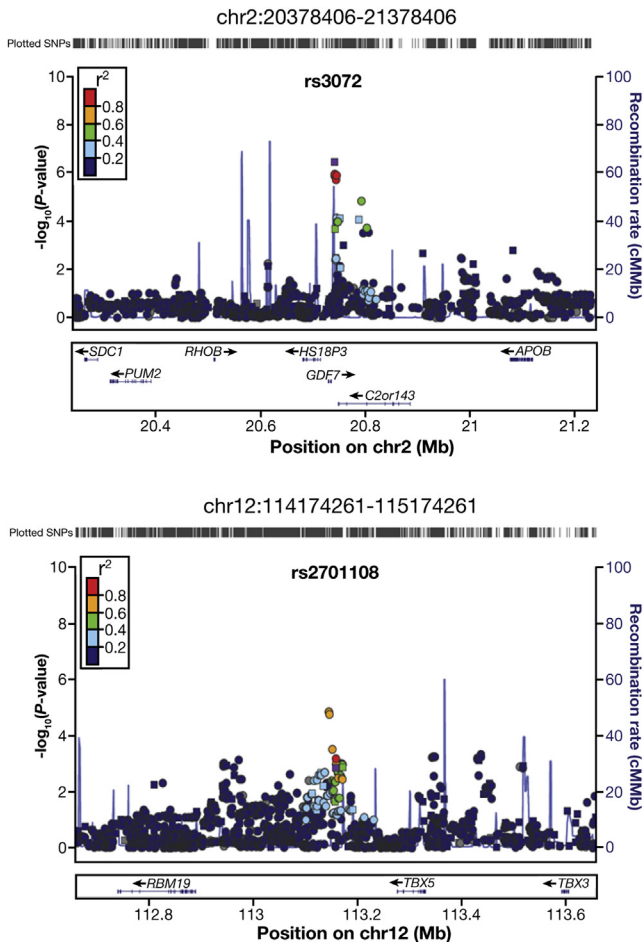 chr2:20378406-21378406
Plotted SNPs
rs3072
r2
0.8
0.6
0.4
0.2
10
8
6
4
2
0
-log10(P-value)
100
80
60
40
20
0
Recombination rate (cMMb)
SDC1
RHOB
HS18P3
APOB
PUM2
GDF7
C2or143
20.4
20.6
20.8
21
21.2
Position on chr2 (Mb)
chr12:114174261-115174261
Plotted SNPs
rs2701108
r2
0.8
0.6
0.4
0.2
10
8
6
4
2
0
-log10(P-value)
100
80
60
40
20
0
Recombination rate (cMMb)
RBM19
TBX5
TBX3
112.8
113
113.2
113.4
113.6
Position on chr12 (Mb)